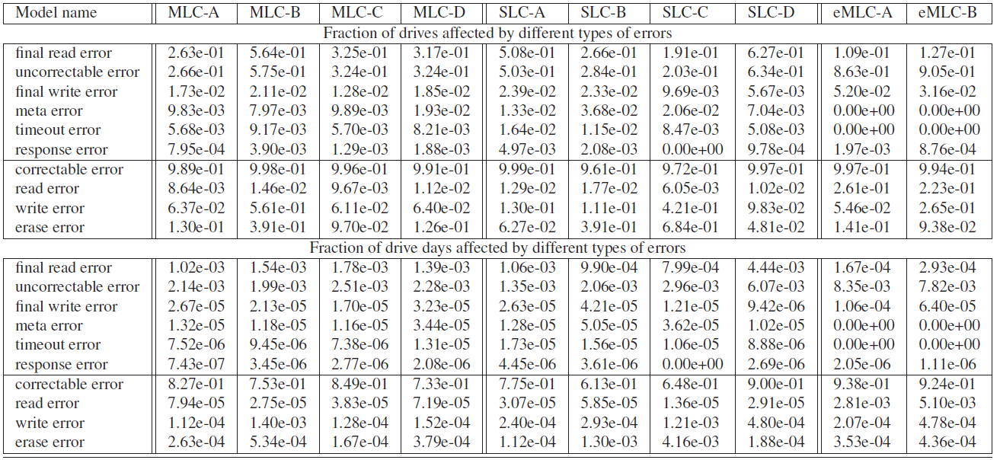 Model name MLC-A MLC-B MLC-C MLC-D SLC-A SLC-B SLC-C SLC-D eMLC-A eMLC-B
Fraction of drives affected by different types of errors
final read error 2.63e-01 5.64e-01 3.25e-01 3.17e-01 5.08e-01 2.66e-01 1.91e-01 6.27e-01 1.09e-01 1.27e-01
uncorrectable error 2.66e-01 5.75e-01 3.24e-01 3.24e-01 5.03e-01 2.84e-01 2.03e-01 6.34e-01 8.63e-01 9.05e-01
final write error 1.73e-02 2.11e-02 1.28e-02 1.85e-02 2.39e-02 2.33e-02 9.69e-03 5.67e-03 5.20e-02 3.16e-02
meta error 9.83e-03 7.97e-03 9.89e-03 1.93e-02 1.33e-02 3.68e-02 2.06e-02 7.04e-03 0.00e+00 0.00e+00
timeout error 5.68e-03 9.17e-03 5.70e-03 8.21e-03 1.64e-02 1.15e-02 8.47e-03 5.08e-03 0.00e+00 0.00e+00
response error 7.95e-04 3.90e-03 1.29e-03 1.88e-03 4.97e-03 2.08e-03 0.00e+00 9.78e-04 1.97e-03 8.76e-04
correctable error 9.89e-01 9.98e-01 9.96e-01 9.91e-01 9.99e-01 9.61e-01 9.72e-01 9.97e-01 9.97e-01 9.94e-01
read error 8.64e-03 1.46e-02 9.67e-03 1.12e-02 1.29e-02 1.77e-02 6.05e-03 1.02e-02 2.61e-01 2.23e-01
write error 6.37e-02 5.61e-01 6.11e-02 6.40e-02 1.30e-01 1.11e-01 4.21e-01 9.83e-02 5.46e-02 2.65e-01
erase error 1.30e-01 3.91e-01 9.70e-02 1.26e-01 6.27e-02 3.91e-01 6.84e-01 4.81e-02 1.41e-01 9.38e-02
Fraction of drive days affected by different types of errors
final read error 1.02e-03 1.54e-03 1.78e-03 1.39e-03 1.06e-03 9.90e-04 7.99e-04 4.44e-03 1.67e-04 2.93e-04
uncorrectable error 2.14e-03 1.99e-03 2.51e-03 2.28e-03 1.35e-03 2.06e-03 2.96e-03 6.07e-03 8.35e-03 7.82e-03
final write error 2.67e-05 2.13e-05 1.70e-05 3.23e-05 2.63e-05 4.21e-05 1.21e-05 9.42e-06 1.06e-04 6.40e-05
meta error 1.32e-05 1.18e-05 1.16e-05 3.44e-05 1.28e-05 5.05e-05 3.62e-05 1.02e-05 0.00e+00 0.00e+00
timeout error 7.52e-06 9.45e-06 7.38e-06 1.31e-05 1.73e-05 1.56e-05 1.06e-05 8.88e-06 0.00e+00 0.00e+00
response error 7.43e-07 3.45e-06 2.77e-06 2.08e-06 4.45e-06 3.61e-06 0.00e+00 2.69e-06 2.05e-06 1.11e-06
correctable error 8.27e-01 7.53e-01 8.49e-01 7.33e-01 7.75e-01 6.13e-01 6.48e-01 9.00e-01 9.38e-01 9.24e-01
read error 7.94e-05 2.75e-05 3.83e-05 7.19e-05 3.07e-05 5.85e-05 1.36e-05 2.91e-05 2.81e-03 5.10e-03
write error 1.12e-04 1.40e-03 1.28e-04 1.52e-04 2.40e-04 2.93e-04 1.21e-03 4.80e-04 2.07e-04 4.78e-04
erase error 2.63e-04 5.34e-04 1.67e-04 3.79e-04 1.12e-04 1.30e-03 4.16e-03 1.88e-04 3.53e-04 4.36e-04